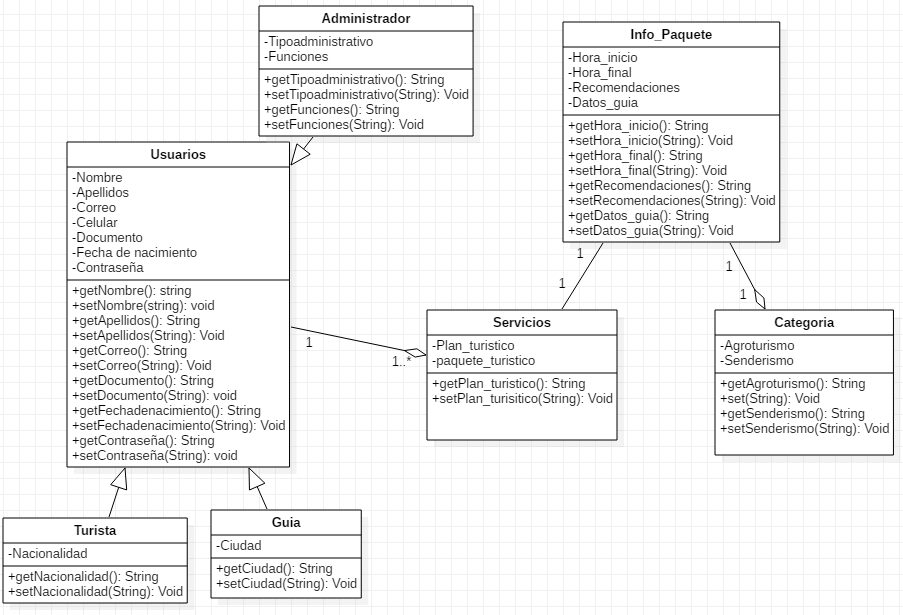 Administrador
-Tipoadministrativo
-Funciones
+getTipoadministrativo(): String
+setTipoadministrativo(String): Void
+getFunciones(): String
+setFunciones(String): Void
Info_Paquete
-Hora_inicio
-Hora_final
-Recomendaciones
-Datos_guia
+getHora_inicio(): String
+setHora_inicio(String): Void
+getHora_final(): String
+setHora_final(String): Void
+getRecomendaciones(): String
+setRecomendaciones(String): Void
+getDatos_guia(): String
+setDatos_guia(String): Void
Usuarios
-Nombre
-Apellidos
-Correo
-Celular
-Documento
-Fecha de nacimiento
-Contraseña
+getNombre(): string
+setNombre(string): void
+getApellidos(): String
+setApellidos(String): Void
+getCorreo(): String
+setCorreo(String): Void
+getDocumento(): String
+setDocumento(String): void
+getFechadenacimiento(): String
+setFechadenacimiento(String): Void
+getContraseña(): String
+setContraseña(String): void
1
1..*
1
1
1
1
Servicios
-Plan_turistico
-paquete_turistico
+getPlan_turistico(): String
+setPlan_turisitico(String): Void
Categoria
-Agroturismo
-Senderismo
+getAgroturismo(): String
+set(String): Void
+getSenderismo(): String
+setSenderismo(String): Void
Turista
-Nacionalidad
+getNacionalidad(): String
+setNacionalidad(String): Void
Guia
-Ciudad
+getCiudad(): String
+setCiudad(String): Void